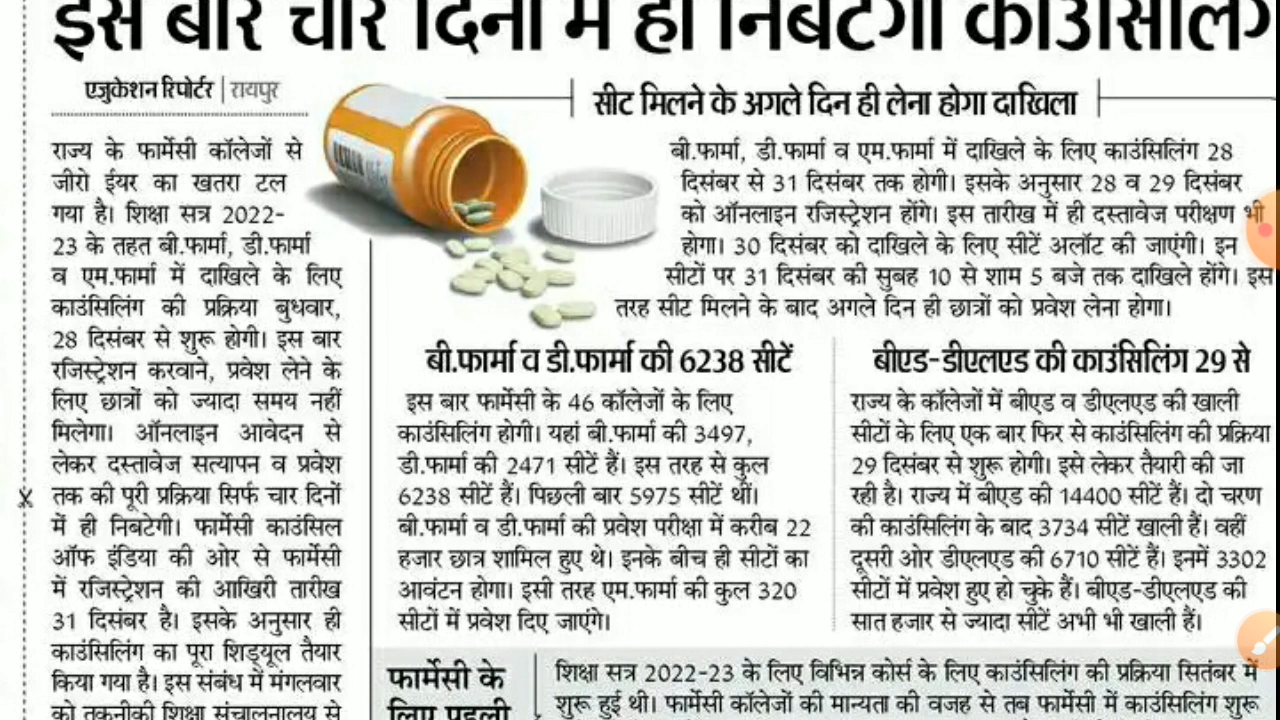 इस बार चार दिनों में ही निबटेगी काउंसिलिंग
एजुकेशन रिपोर्टर | रायपुर
राज्य के फार्मेसी कॉलेजों से
जीरो ईयर का खतरा टल
गया है। शिक्षा सत्र 2022-
23 के तहत बी.फार्मा, डी.फार्मा
व एम.फार्मा में दाखिले के लिए
काउंसिलिंग की प्रक्रिया बुधवार,
28 दिसंबर से शुरू होगी। इस बार
रजिस्ट्रेशन करवाने, प्रवेश लेने के
लिए छात्रों को ज्यादा समय नहीं
मिलेगा। ऑनलाइन आवेदन से
लेकर दस्तावेज सत्यापन व प्रवेश
तक की पूरी प्रक्रिया सिर्फ चार दिनों
में ही निबटेगी। फार्मेसी काउंसिल
ऑफ इंडिया की ओर से फार्मेसी
में रजिस्ट्रेशन की आखिरी तारीख
31 दिसंबर है। इसके अनुसार ही
काउंसिलिंग का पूरा शिड्यूल तैयार
किया गया है। इस संबंध में मंगलवार
को तकनीकी शिक्षा संचालनालय से
सीट मिलने के अगले दिन ही लेना होगा दाखिला
बी.फार्मा, डी.फार्मा व एम.फार्मा में दाखिले के लिए काउंसिलिंग 28
दिसंबर से 31 दिसंबर तक होगी। इसके अनुसार 28 व 29 दिसंबर
को ऑनलाइन रजिस्ट्रेशन होंगे। इस तारीख में ही दस्तावेज परीक्षण भी
होगा। 30 दिसंबर को दाखिले के लिए सीटें अलॉट की जाएंगी। इन
सीटों पर 31 दिसंबर की सुबह 10 से शाम 5 बजे तक दाखिले होंगे। इस
तरह सीट मिलने के बाद अगले दिन ही छात्रों को प्रवेश लेना होगा।
बी.फार्मा व डी.फार्मा की 6238 सीटें
इस बार फार्मेसी के 46 कॉलेजों के लिए
काउंसिलिंग होगी। यहां बी.फार्मा की 3497,
डी.फार्मा की 2471 सीटें हैं। इस तरह से कुल
6238 सीटें हैं। पिछली बार 5975 सीटें थीं।
बी.फार्मा व डी.फार्मा की प्रवेश परीक्षा में करीब 22
हजार छात्र शामिल हुए थे। इनके बीच ही सीटों का
आवंटन होगा। इसी तरह एम.फार्मा की कुल 320
सीटों में प्रवेश दिए जाएंगे।
बीएड-डीएलएड की काउंसिलिंग 29 से
राज्य के कॉलेजों में बीएड व डीएलएड की खाली
सीटों के लिए एक बार फिर से काउंसिलिंग की प्रक्रिया
29 दिसंबर से शुरू होगी। इसे लेकर तैयारी की जा
रही है। राज्य में बीएड की 14400 सीटें हैं। दो चरण
की काउंसिलिंग के बाद 3734 सीटें खाली हैं। वहीं
दूसरी ओर डीएलएड की 6710 सीटें हैं। इनमें 3302
सीटों में प्रवेश हुए हो चुके हैं। बीएड-डीएलएड की
सात हजार से ज्यादा सीटें अभी भी खाली हैं।
फार्मेसी के
लिए पहली
शिक्षा सत्र 2022-23 के लिए विभिन्न कोर्स के लिए काउंसिलिंग की प्रक्रिया सितंबर में
शुरू हुई थी। फार्मेसी कॉलेजों की मान्यता की वजह से तब फार्मेसी में काउंसिलिंग शुरू